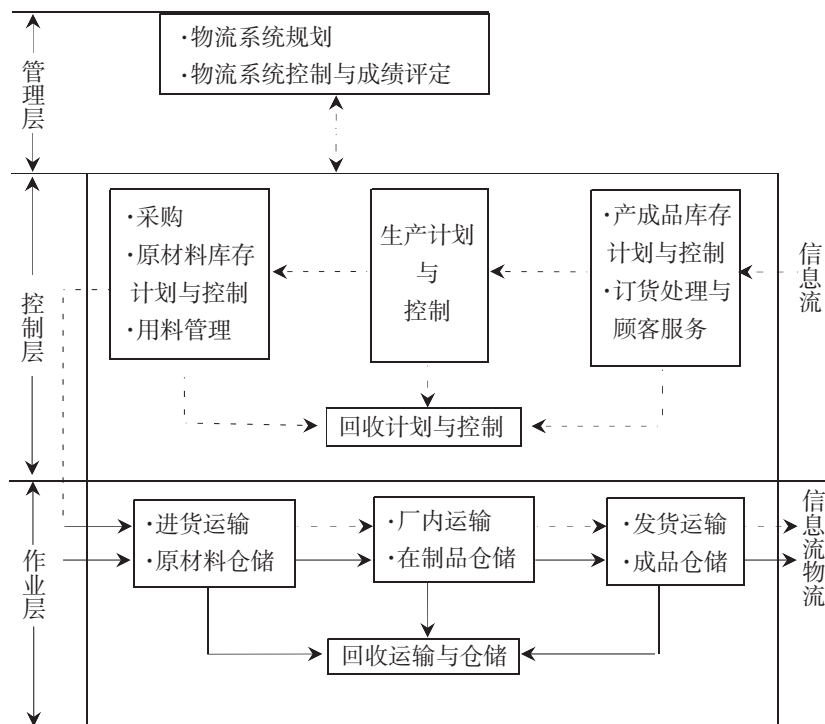 ·物流系统规划
·物流系统控制与成绩评定
管理层
·采购
·原材料库存
计划与控制
·用料管理
生产计划
与
控制
·产成品库存
计划与控制
·订货处理与
顾客服务
信息流
控制层
回收计划与控制
·进货运输
·原材料仓储
·厂内运输
·在制品仓储
·发货运输
·成品仓储
信息流物流
作业层
回收运输与仓储